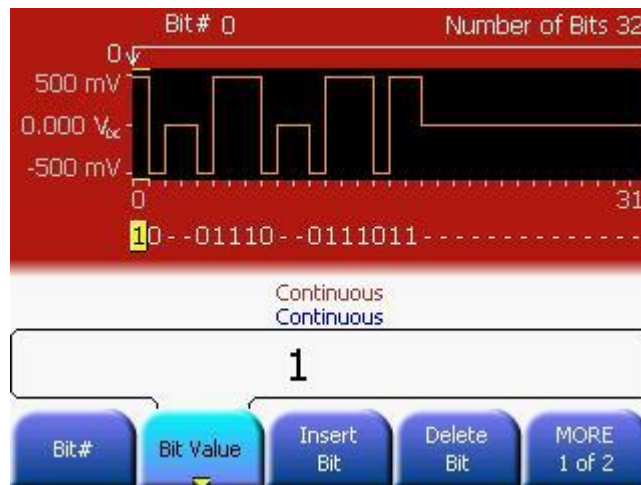 Bit# 0 Number of Bits 32
0
500 mV
0.000 Vdc
-500 mV
0 31
10--01110--0111011--------------
Continuous
Continuous
1
Bit# Bit Value Insert Bit Delete Bit MORE 1 of 2